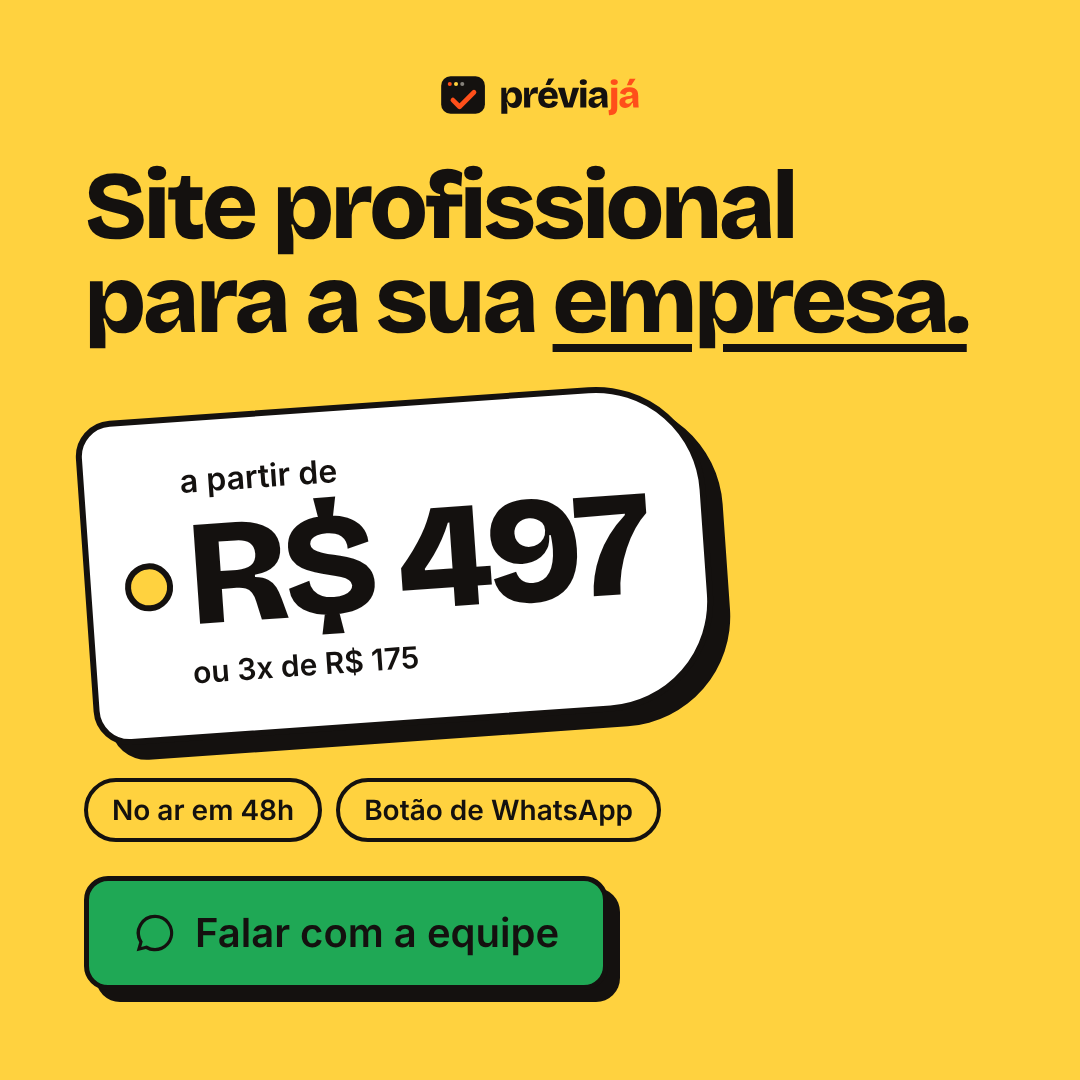 préviajá
Site profissional
para a sua empresa.
a partir de
R$ 497
ou 3x de R$ 175
No ar em 48h
Botão de WhatsApp
Falar com a equipe